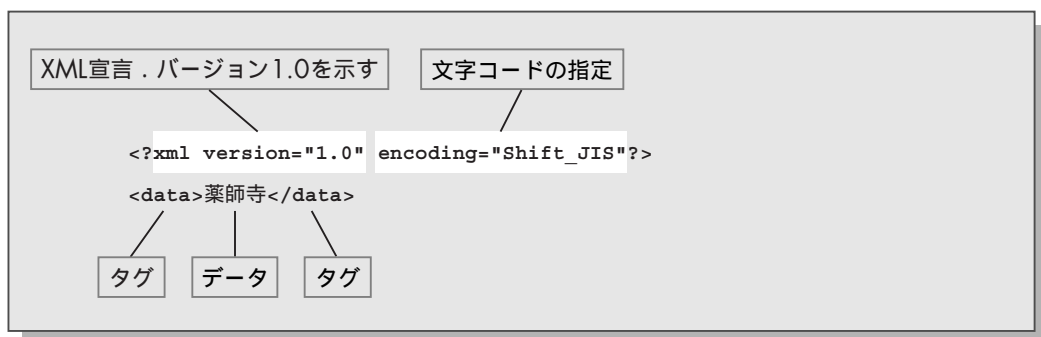 XML宣言．バージョン1.0を示す 文字コードの指定
<?xml version="1.0" encoding="Shift_JIS"?>
<data>薬師寺</data>
タグ データ タグ